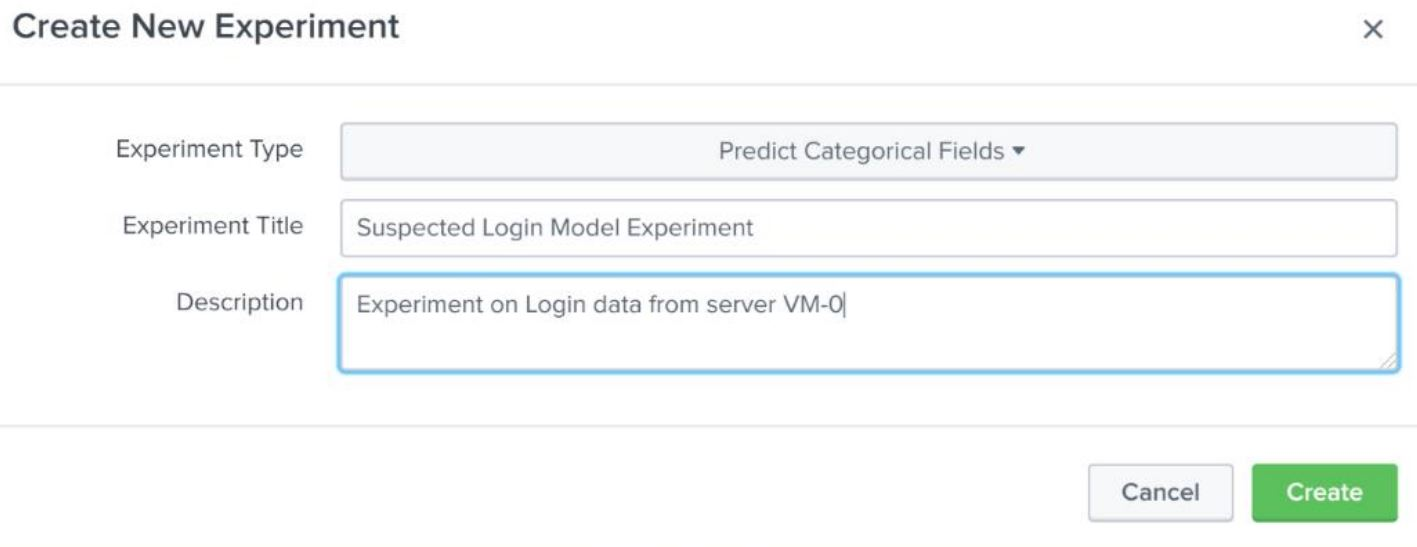 Create New Experiment
Experiment Type
Predict Categorical Fields
Experiment Title
Suspected Login Model Experiment
Description
Experiment on Login data from server VM-0
Cancel
Create